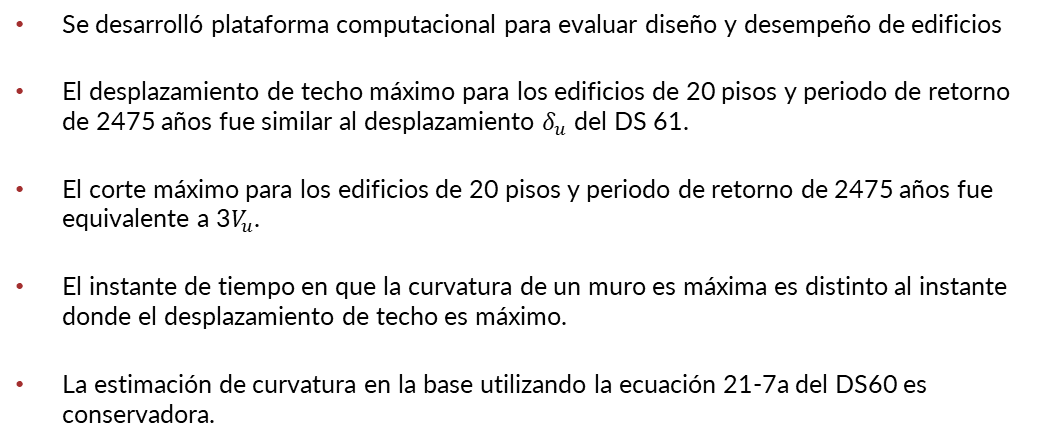 • Se desarrolló plataforma computacional para evaluar diseño y desempeño de edificios
• El desplazamiento de techo máximo para los edificios de 20 pisos y periodo de retorno
de 2475 años fue similar al desplazamiento δᵤ del DS 61.
• El corte máximo para los edificios de 20 pisos y periodo de retorno de 2475 años fue
equivalente a 3Vᵤ.
• El instante de tiempo en que la curvatura de un muro es máxima es distinto al instante
donde el desplazamiento de techo es máximo.
• La estimación de curvatura en la base utilizando la ecuación 21-7a del DS60 es
conservadora.